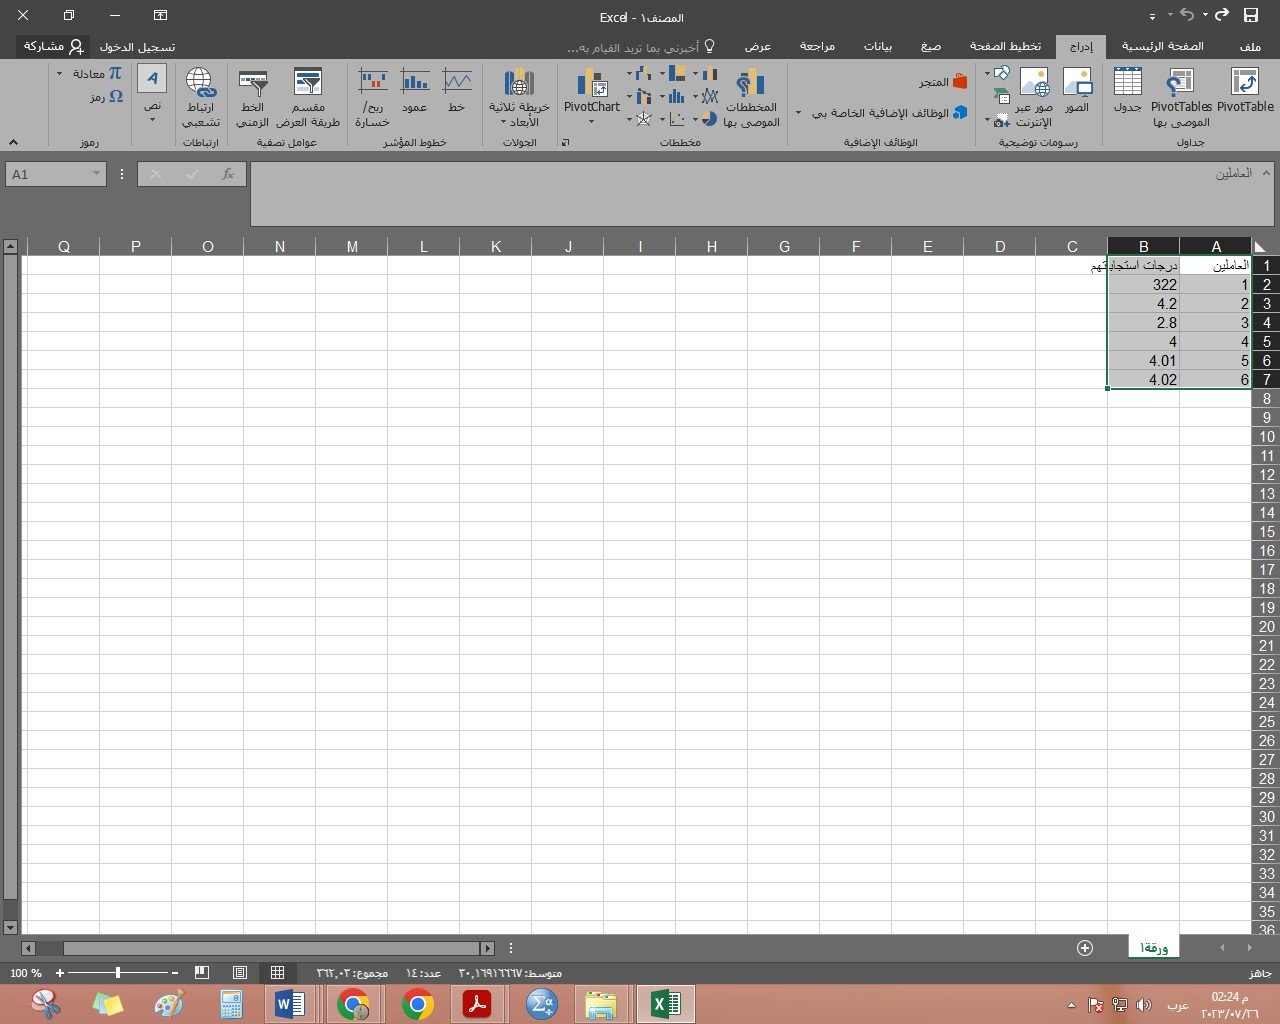 المصنف١ - Excel
ملف
الصفحة الرئيسية
إدراج
تخطيط الصفحة
صيغ
بيانات
مراجعة
عرض
أخبرني بما تريد القيام به...
تسجيل الدخول
مشاركة
PivotTable
PivotTables الموصى بها
جدول
جداول
الصور
صور عبر الإنترنت
رسومات توضيحية
المتجر
الوظائف الإضافية الخاصة بي
الوظائف الإضافية
المخططات الموصى بها
PivotChart
مخططات
خريطة ثلاثية الأبعاد
الجولات
خط
عمود
ربح/خسارة
خطوط المؤشر
مقسم طريقة العرض
الخط الزمني
عوامل تصفية
ارتباط تشعبي
ارتباطات
نص
معادلة π
رمز Ω
رموز
A1
fx
العاملين
A B C D E F G H I J K L M N O P Q
1 العاملين درجات استجاباتهم
2 1 322
3 2 4.2
4 3 2.8
5 4 4
6 5 4.01
7 6 4.02
8
9
10
11
12
13
14
15
16
17
18
19
20
21
22
23
24
25
26
27
28
29
30
31
32
33
34
35
36
ورقة١
جاهز
متوسط: ٣٠,١٦٩١٦٦٦٧ عدد: ١٤ مجموع: ٣٦٢,٠٣
100 %
عرب
02:24 م
٢٠٢٣/٠٧/٢٦